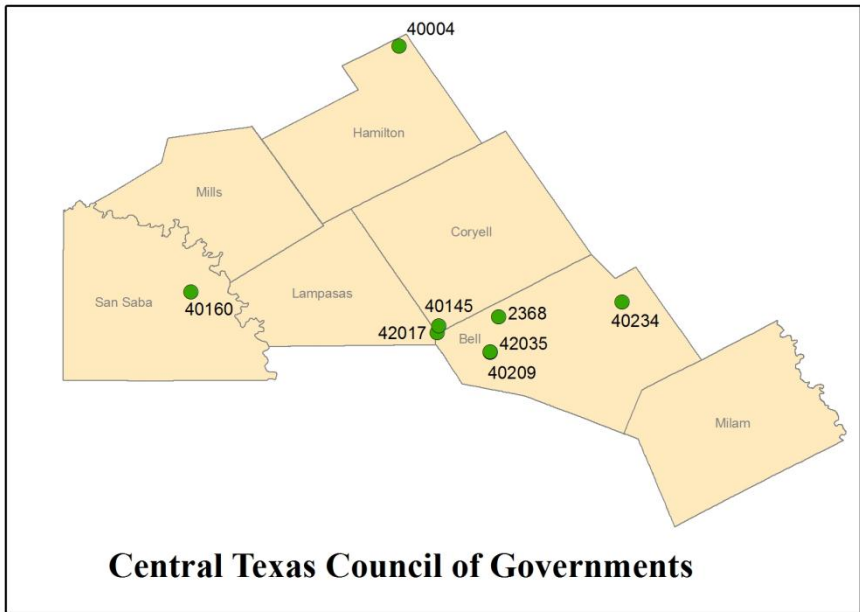 40004
Hamilton
Mills
Coryell
San Saba
40160
Lampasas
40145
42017
2368
Bell
42035
40209
40234
Milam
Central Texas Council of Governments